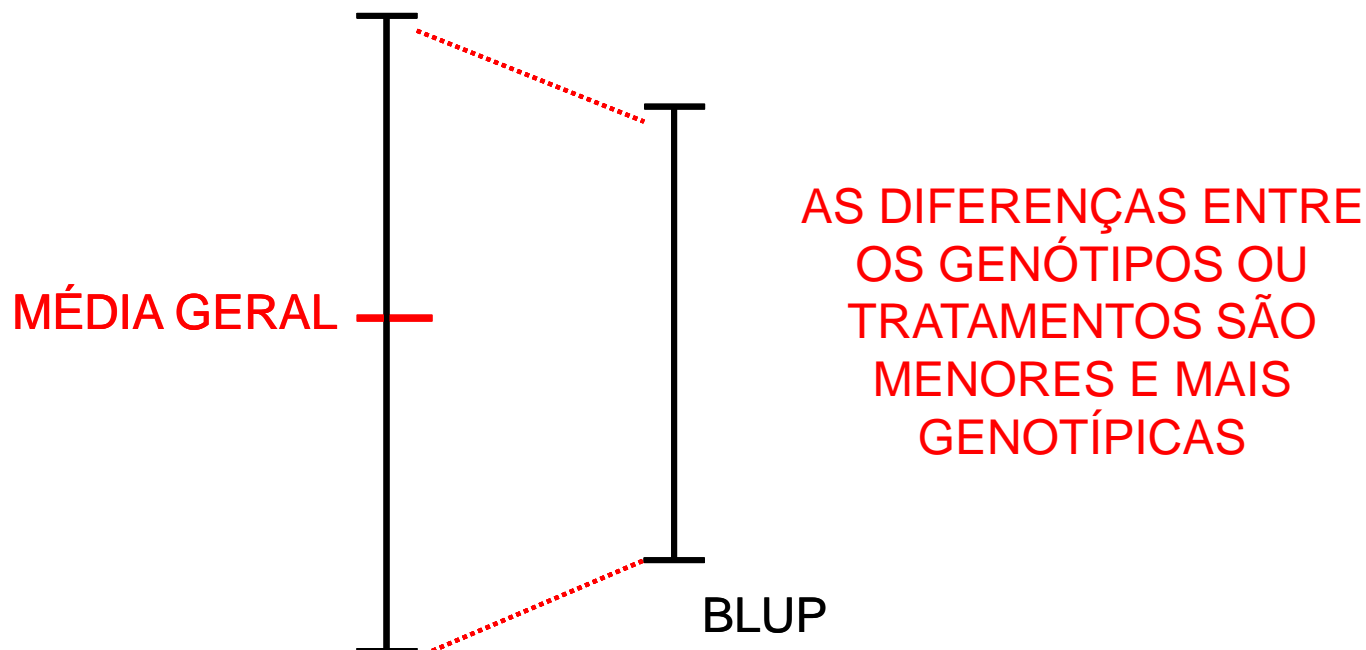 AS DIFERENÇAS ENTRE
OS GENÓTIPOS OU
TRATAMENTOS SÃO
MENORES E MAIS
GENOTÍPICAS
MÉDIA GERAL
BLUP